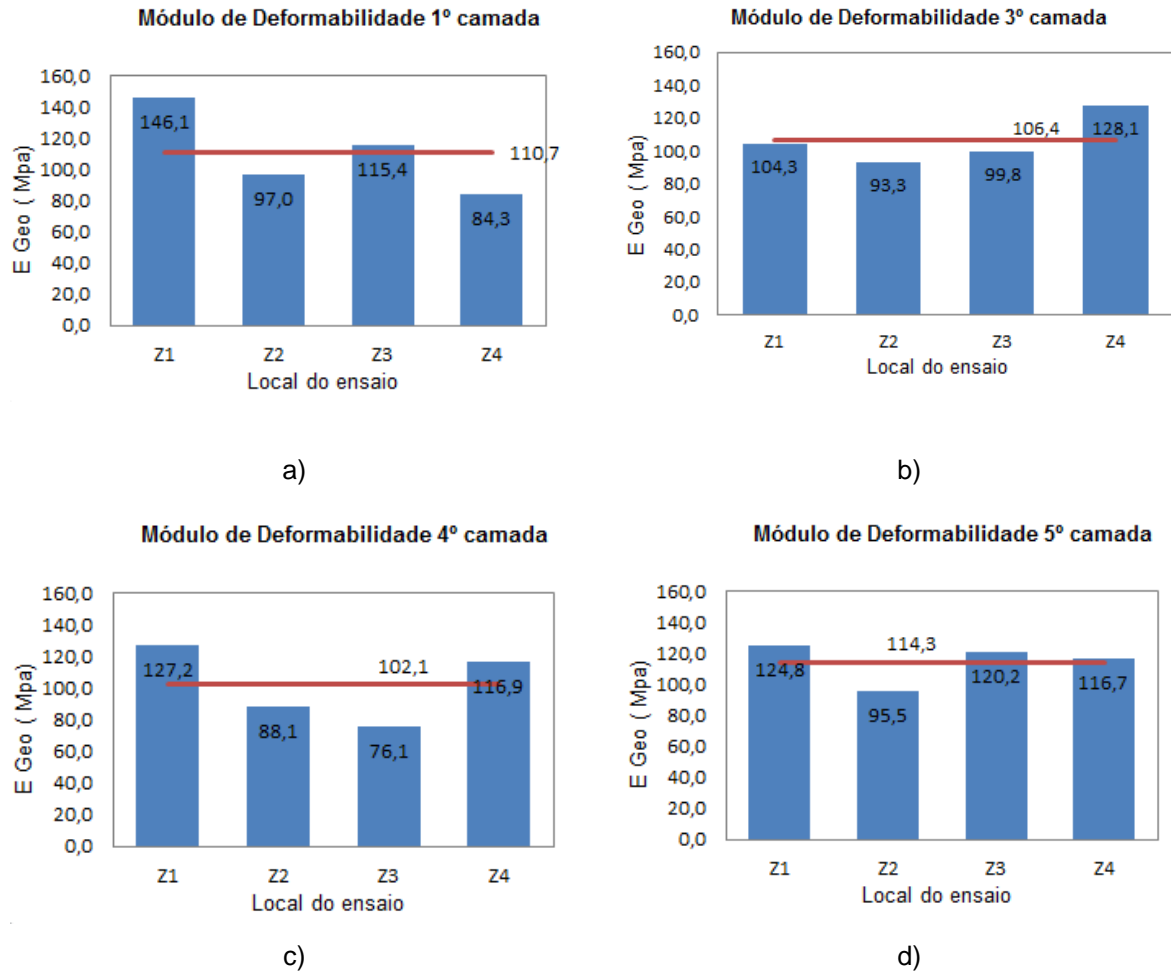 Módulo de Deformabilidade 1º camada
E Geo ( Mpa)
160,0
140,0
120,0
100,0
80,0
60,0
40,0
20,0
0,0
146,1
97,0
115,4
84,3
110,7
Z1 Z2 Z3 Z4
Local do ensaio
a)
Módulo de Deformabilidade 3º camada
E Geo ( Mpa)
160,0
140,0
120,0
100,0
80,0
60,0
40,0
20,0
0,0
104,3
93,3
99,8
128,1
106,4
Z1 Z2 Z3 Z4
Local do ensaio
b)
Módulo de Deformabilidade 4º camada
E Geo ( Mpa)
160,0
140,0
120,0
100,0
80,0
60,0
40,0
20,0
0,0
127,2
88,1
76,1
116,9
102,1
Z1 Z2 Z3 Z4
Local do ensaio
c)
Módulo de Deformabilidade 5º camada
E Geo ( Mpa)
160,0
140,0
120,0
100,0
80,0
60,0
40,0
20,0
0,0
124,8
95,5
120,2
116,7
114,3
Z1 Z2 Z3 Z4
Local do ensaio
d)